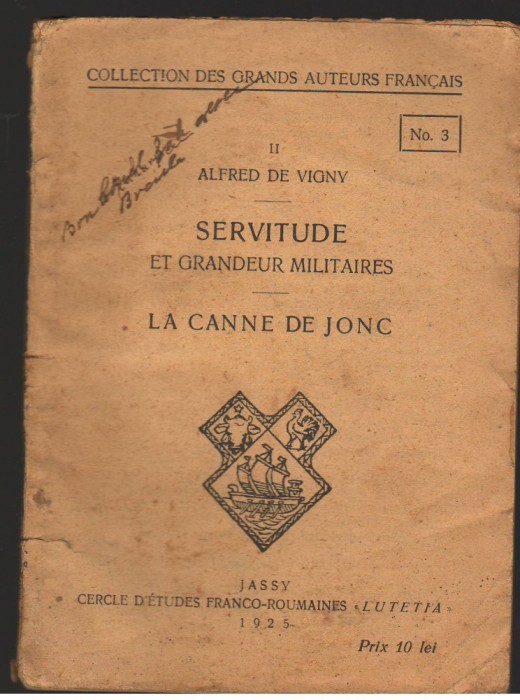 COLLECTION DES GRANDS AUTEURS FRANÇAIS
No. 3
II
ALFRED DE VIGNY
SERVITUDE
ET GRANDEUR MILITAIRES
LA CANNE DE JONC
JASSY
CERCLE D'ÉTUDES FRANCO-ROUMAINES «LUTETIA»
1925
Prix 10 lei